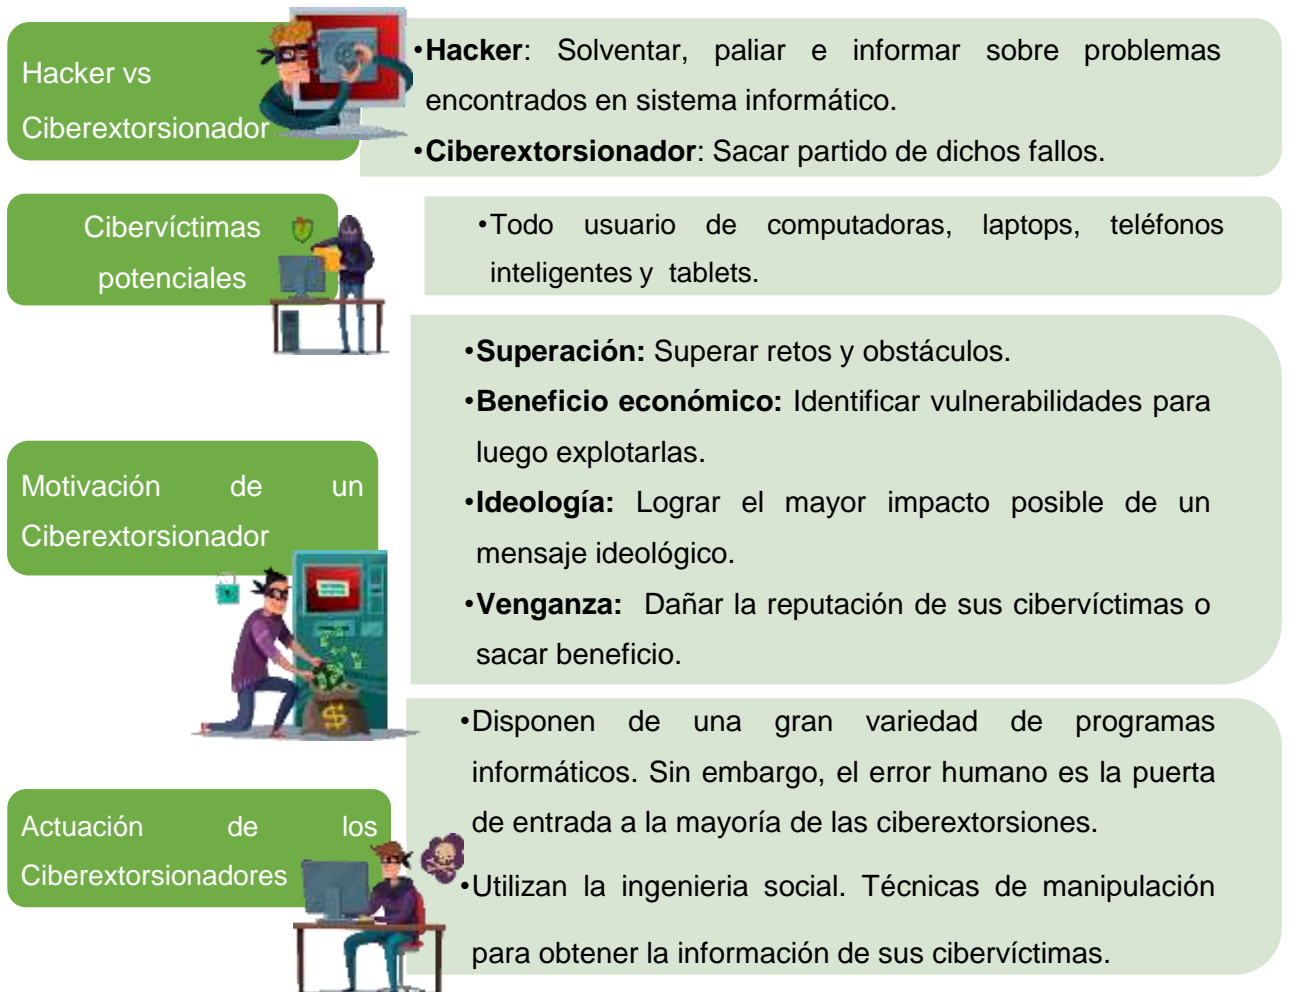 Hacker vs
Ciberextorsionador
•Hacker: Solventar, paliar e informar sobre problemas
encontrados en sistema informático.
•Ciberextorsionador: Sacar partido de dichos fallos.
Cibervíctimas
potenciales
•Todo usuario de computadoras, laptops, teléfonos
inteligentes y tablets.
Motivación de un
Ciberextorsionador
•Superación: Superar retos y obstáculos.
•Beneficio económico: Identificar vulnerabilidades para
luego explotarlas.
•Ideología: Lograr el mayor impacto posible de un
mensaje ideológico.
•Venganza: Dañar la reputación de sus cibervíctimas o
sacar beneficio.
$
Actuación de los
Ciberextorsionadores
•Disponen de una gran variedad de programas
informáticos. Sin embargo, el error humano es la puerta
de entrada a la mayoría de las ciberextorsiones.
•Utilizan la ingenieria social. Técnicas de manipulación
para obtener la información de sus cibervíctimas.